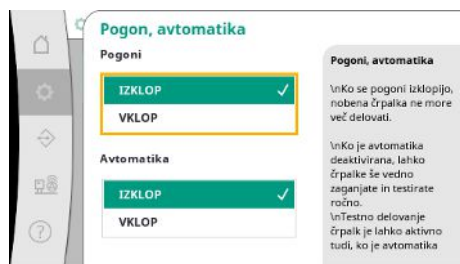 Pogon, avtomatika
Pogoni
IZKLOP
VKLOP
Avtomatika
IZKLOP
VKLOP
Pogoni, avtomatika
\nKo se pogoni izklopijo,
nobena črpalka ne more
več delovati.
\nKo je avtomatika
deaktivirana, lahko
črpalke še vedno
zaganjate in testirate
ročno.
\nTestno delovanje
črpalk je lahko aktivno
tudi, ko je avtomatika